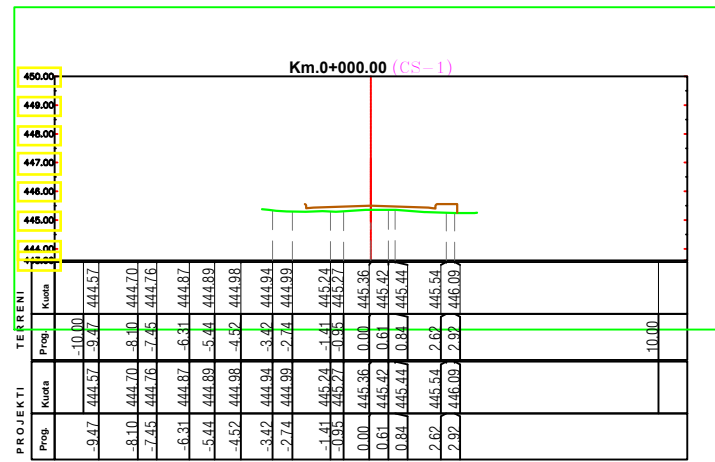 Km.0+000.00 (CS-1)
450.00
449.00
448.00
447.00
446.00
445.00
444.00
TERRENI
Kuota
444.57 444.70 444.76 444.87 444.89 444.98 444.94 444.99 445.24 445.27 445.36 445.42 445.44 445.54 446.09
Prog.
-10.00 -9.47 -8.10 -7.45 -6.31 -5.44 -4.52 -3.42 -2.74 -1.41 -0.95 0.00 0.61 0.84 2.62 2.92 10.00
PROJEKTI
Kuota
444.57 444.70 444.76 444.87 444.89 444.98 444.94 444.99 445.24 445.27 445.36 445.42 445.44 445.54 446.09
Prog.
-9.47 -8.10 -7.45 -6.31 -5.44 -4.52 -3.42 -2.74 -1.41 -0.95 0.00 0.61 0.84 2.62 2.92